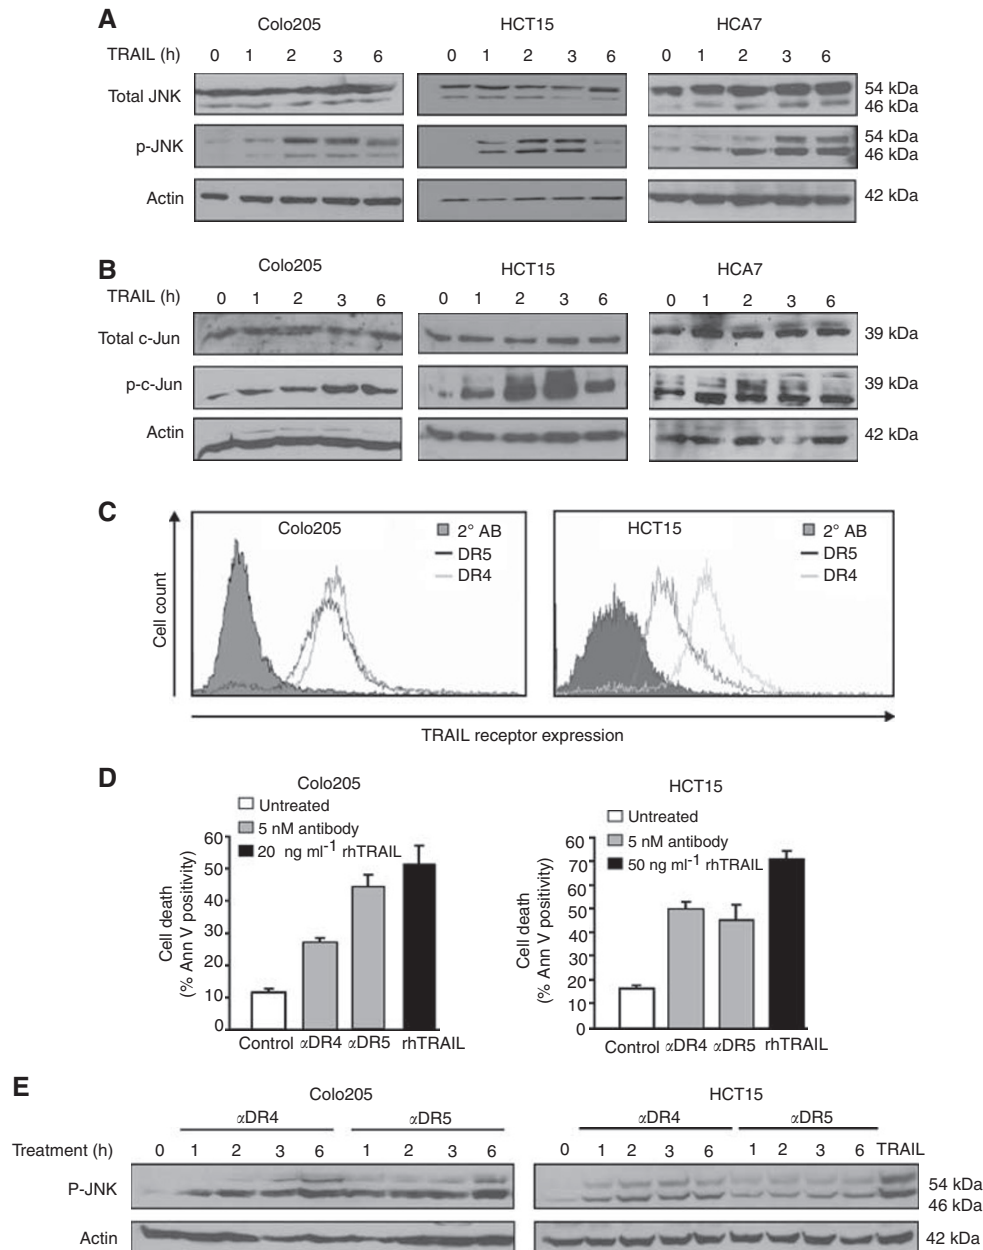 A
Colo205 HCT15 HCA7
TRAIL (h) 0 1 2 3 6 0 1 2 3 6 0 1 2 3 6
Total JNK 54 kDa
46 kDa
p-JNK 54 kDa
46 kDa
Actin 42 kDa
B
Colo205 HCT15 HCA7
TRAIL (h) 0 1 2 3 6 0 1 2 3 6 0 1 2 3 6
Total c-Jun 39 kDa
p-c-Jun 39 kDa
Actin 42 kDa
C
Cell count
Colo205
2° AB
DR5
DR4
HCT15
2° AB
DR5
DR4
TRAIL receptor expression
D
Colo205
Untreated
5 nM antibody
20 ng ml-1 rhTRAIL
Cell death
(% Ann V positivity)
60
50
40
30
20
10
0
Control αDR4 αDR5 rhTRAIL
HCT15
Untreated
5 nM antibody
50 ng ml-1 rhTRAIL
Cell death
(% Ann V positivity)
60
70
60
50
40
30
20
10
0
Control αDR4 αDR5 rhTRAIL
E
Colo205 HCT15
αDR4 αDR5 αDR4 αDR5
Treatment (h) 0 1 2 3 6 1 2 3 6 0 1 2 3 6 1 2 3 6 TRAIL
P-JNK 54 kDa
46 kDa
Actin 42 kDa